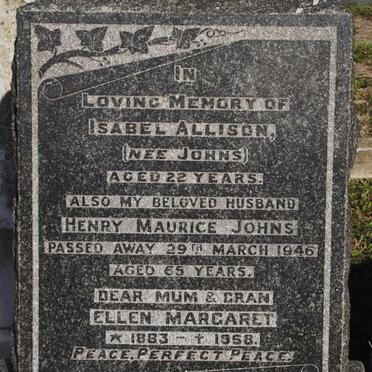 IN
LOVING MEMORY OF
ISABEL ALLISON,
(NEE JOHNS)
AGED 22 YEARS.
ALSO MY BELOVED HUSBAND
HENRY MAURICE JOHNS
PASSED AWAY 29TH MARCH 1946
AGED 65 YEARS.
DEAR MUM & GRAN
ELLEN MARGARET
★ 1883 – † 1968.
PEACE, PERFECT PEACE.